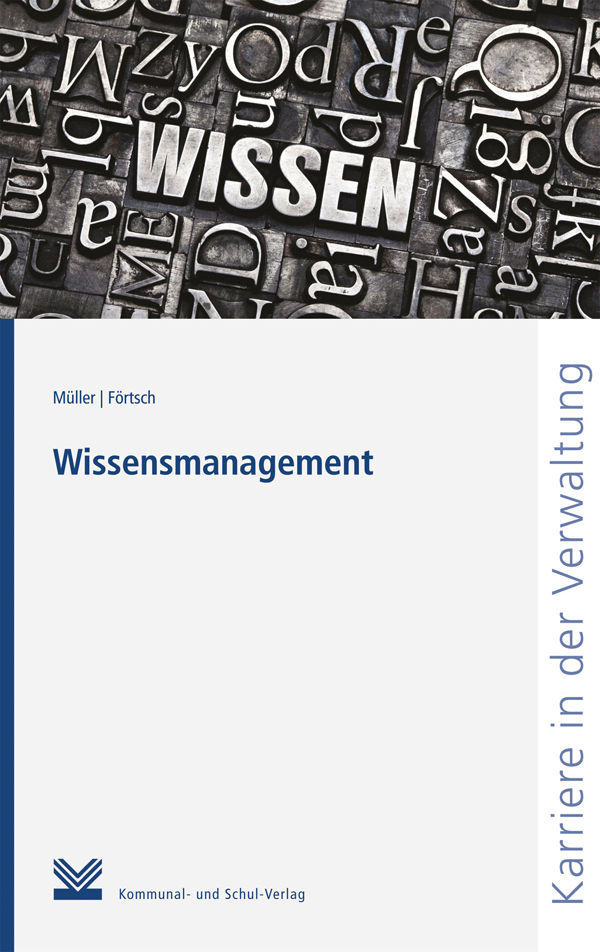 WISSEN
Müller | Förtsch
Wissensmanagement
Karriere in der Verwaltung
Kommunal- und Schul-Verlag